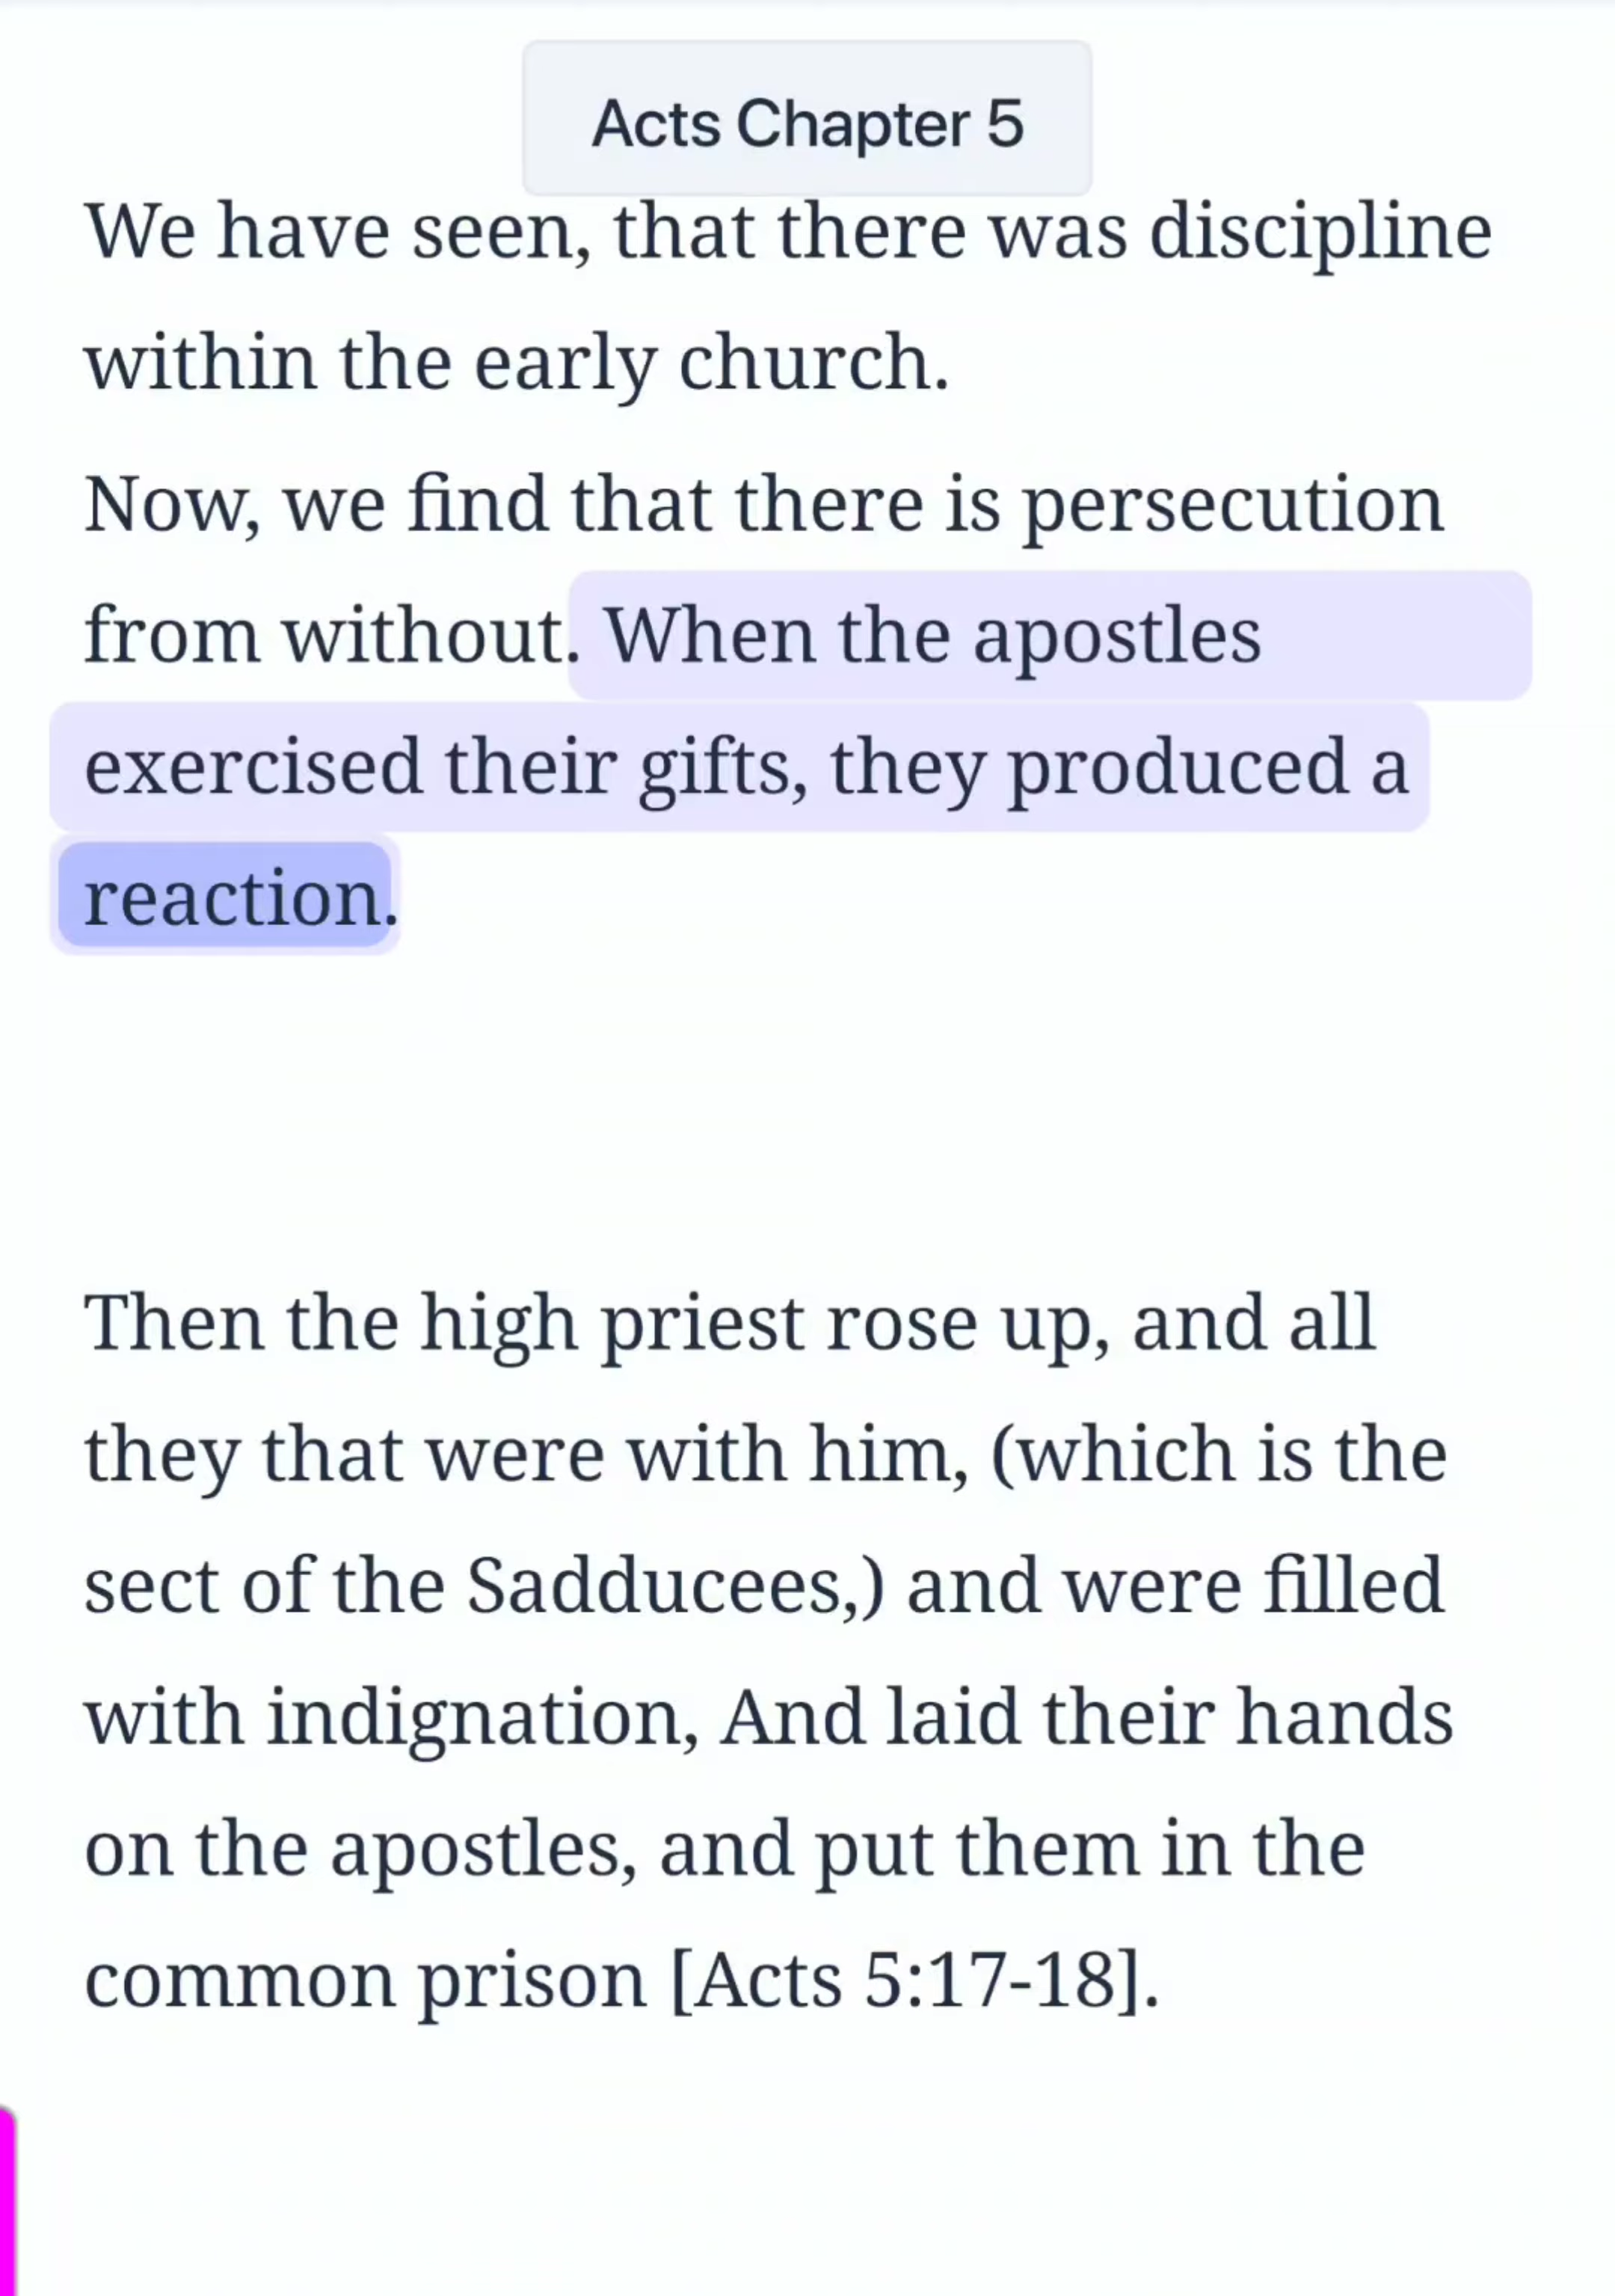 Acts Chapter 5
We have seen, that there was discipline
within the early church.
Now, we find that there is persecution
from without. When the apostles
exercised their gifts, they produced a
reaction.
Then the high priest rose up, and all
they that were with him, (which is the
sect of the Sadducees,) and were filled
with indignation, And laid their hands
on the apostles, and put them in the
common prison [Acts 5:17-18].